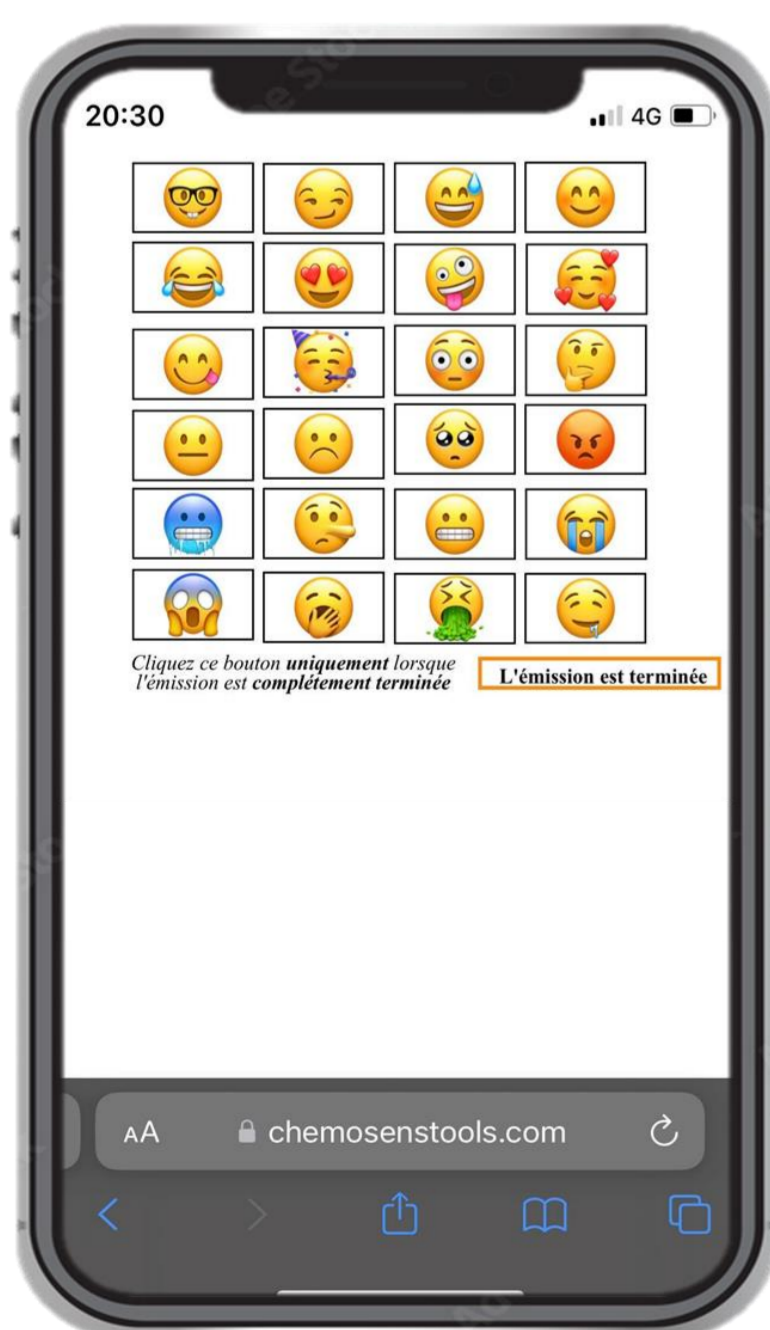 20:30 4G
Cliquez ce bouton uniquement lorsque
l'émission est complétement terminée
L'émission est terminée
AA chemosenstools.com